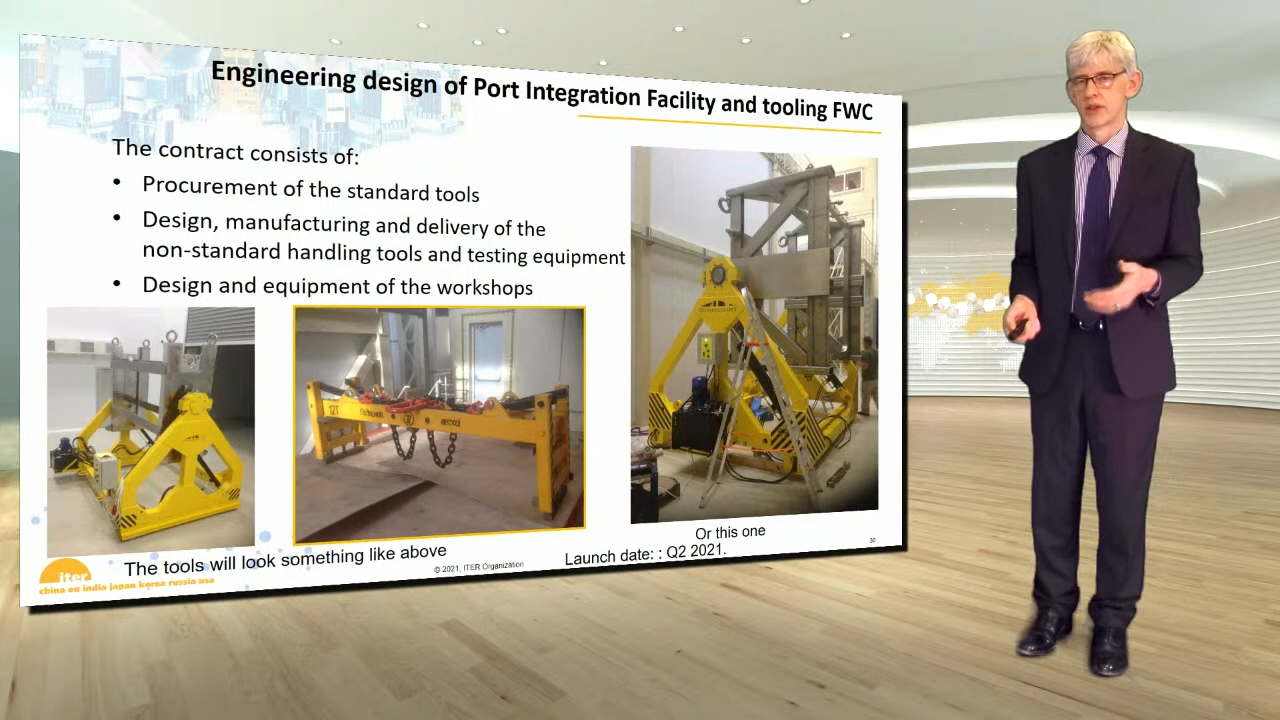 Engineering design of Port Integration Facility and tooling FWC
The contract consists of:
• Procurement of the standard tools
• Design, manufacturing and delivery of the
non-standard handling tools and testing equipment
• Design and equipment of the workshops
12T
The tools will look something like above
Or this one
Launch date: : Q2 2021.
iter
china eu india japan korea russia usa
© 2021, ITER Organization
30